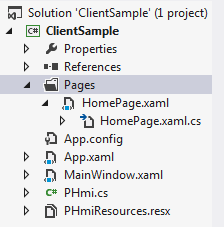 Solution 'ClientSample' (1 project)
C# ClientSample
Properties
References
Pages
HomePage.xaml
HomePage.xaml.cs
App.config
App.xaml
MainWindow.xaml
C# PHmi.cs
PHmiResources.resx